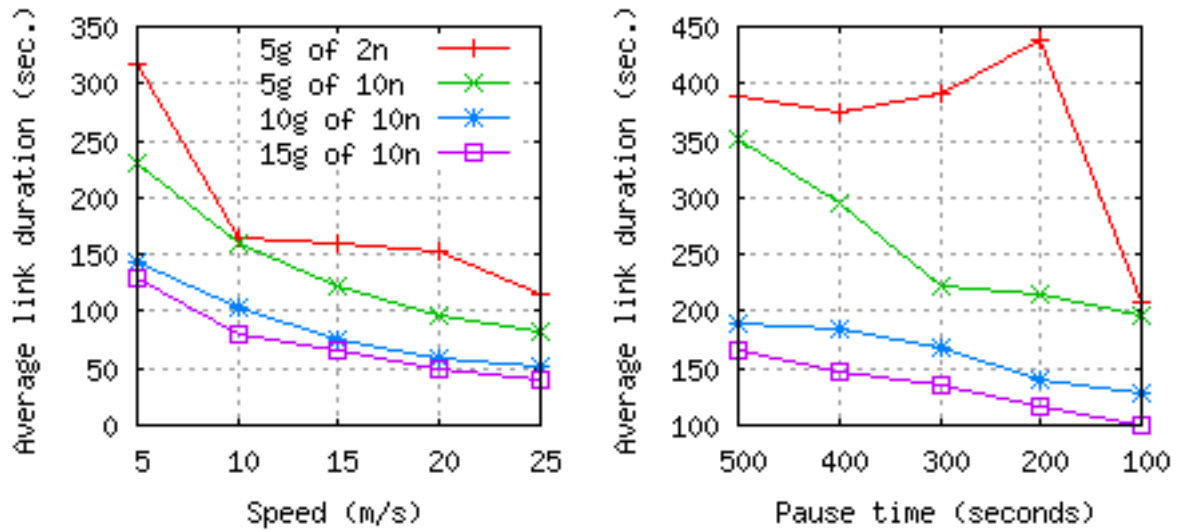 Average link duration (sec.)
350
300
250
200
150
100
50
0
5g of 2n
5g of 10n
10g of 10n
15g of 10n
5 10 15 20 25
Speed (m/s)
Average link duration (sec.)
450
400
350
300
250
200
150
100
500 400 300 200 100
Pause time (seconds)